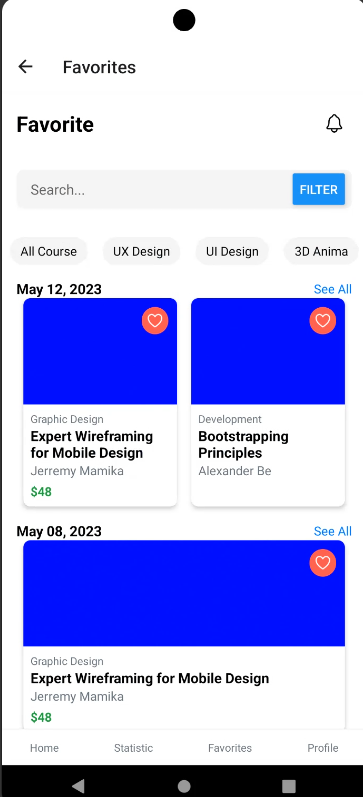 Favorites
Favorite
Search...
FILTER
All Course
UX Design
UI Design
3D Anima
May 12, 2023
See All
Graphic Design
Expert Wireframing
for Mobile Design
Jerremy Mamika
$48
Development
Bootstrapping
Principles
Alexander Be
May 08, 2023
See All
Graphic Design
Expert Wireframing for Mobile Design
Jerremy Mamika
$48
Home
Statistic
Favorites
Profile